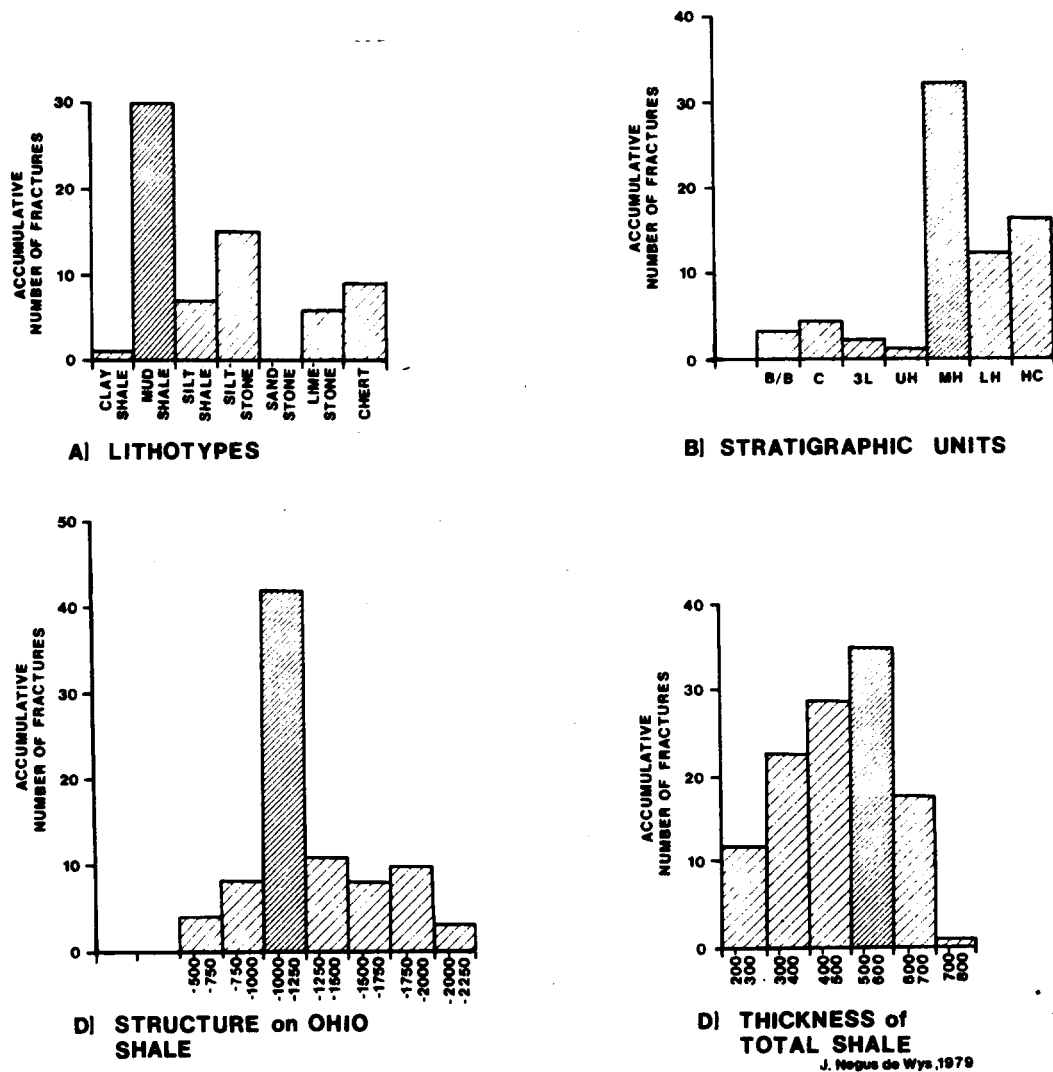 ACCUMULATIVE
NUMBER OF FRACTURES
30
20
10
0
CLAY
SHALE
MUD
SHALE
SILT
SHALE
SILT-
STONE
SAND-
STONE
LIME-
STONE
CHERT
A) LITHOTYPES
ACCUMULATIVE
NUMBER OF FRACTURES
40
30
20
10
0
B/B C 3L UH MH LH HC
B) STRATIGRAPHIC UNITS
ACCUMULATIVE
NUMBER OF FRACTURES
50
40
30
20
10
0
-500
-750
-750
-1000
-1000
-1250
-1250
-1500
-1500
-1750
-1750
-2000
-2000
-2250
D) STRUCTURE on OHIO
SHALE
ACCUMULATIVE
NUMBER OF FRACTURES
40
30
20
10
0
200
300
300
400
400
500
500
600
600
700
700
800
D) THICKNESS of
TOTAL SHALE
J. Negus de Wys,1979